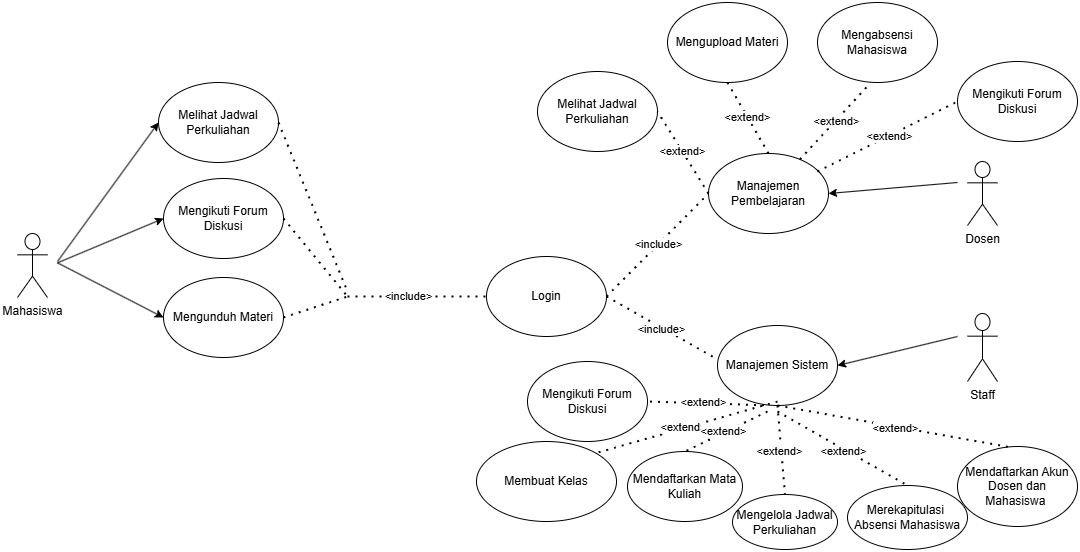 Mengupload Materi
Mengabsensi
Mahasiswa
Melihat Jadwal
Perkuliahan
Mengikuti Forum
Diskusi
Melihat Jadwal
Perkuliahan
<extend>
<extend>
<extend>
<extend>
Manajemen
Pembelajaran
Dosen
Mengikuti Forum
Diskusi
<include>
Mahasiswa
Mengunduh Materi
<include>
Login
<include>
Manajemen Sistem
Staff
Mengikuti Forum
Diskusi
<extend>
<extend
<extend>
<extend>
<extend>
<extend>
Membuat Kelas
Mendaftarkan Mata
Kuliah
Mengelola Jadwal
Perkuliahan
Merekapitulasi
Absensi Mahasiswa
Mendaftarkan Akun
Dosen dan
Mahasiswa